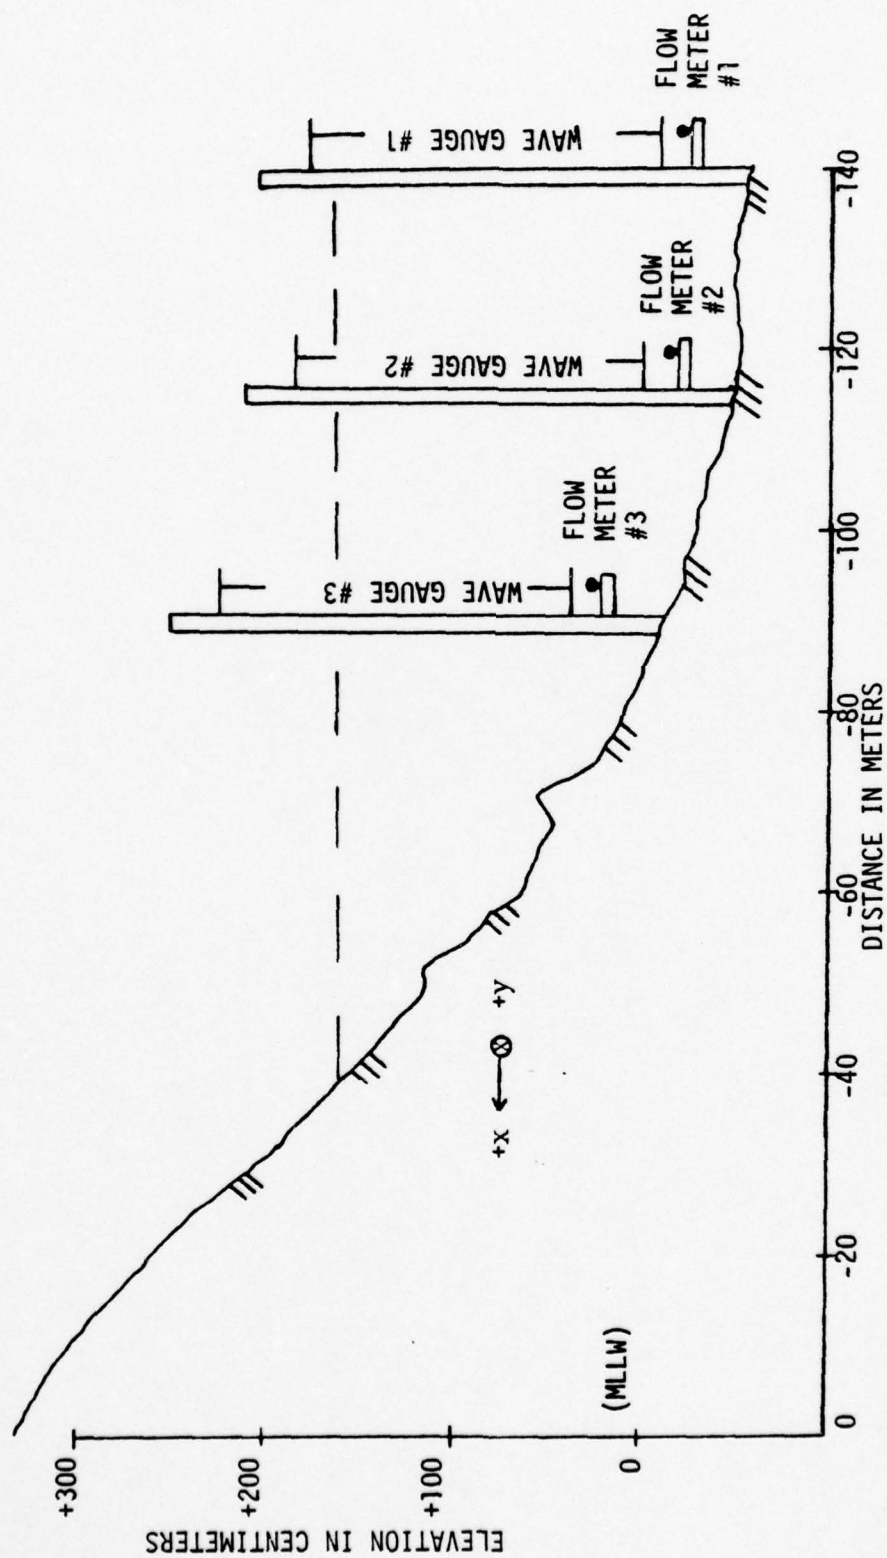 ELEVATION IN CENTIMETERS
+300
+200
+100
0
(MLLW)
+x
+y
WAVE GAUGE #3
FLOW
METER
#3
WAVE GAUGE #2
FLOW
METER
#2
WAVE GAUGE #1
FLOW
METER
#1
0
-20
-40
-60
-80
-100
-120
-140
DISTANCE IN METERS